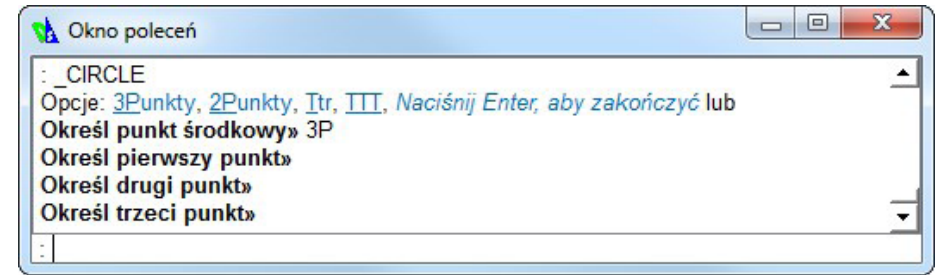 Okno poleceń
: _CIRCLE
Opcje: 3Punkty, 2Punkty, Ttr, TTT, Naciśnij Enter, aby zakończyć lub
Określ punkt środkowy» 3P
Określ pierwszy punkt»
Określ drugi punkt»
Określ trzeci punkt»
: